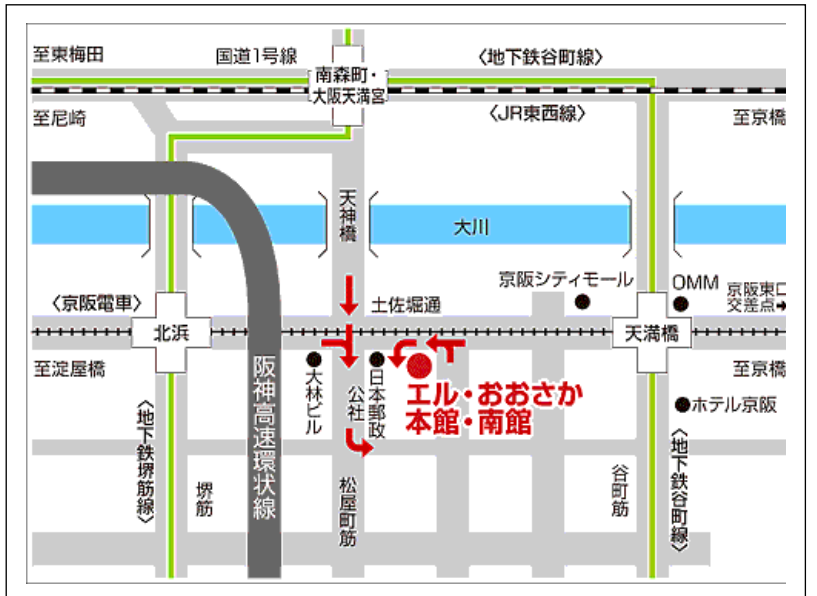 至東梅田
国道1号線
〈地下鉄谷町線〉
南森町・
大阪天満宮
至尼崎
〈JR東西線〉
至京橋
天神橋
大川
京阪シティモール
OMM
京阪東口
交差点→
〈京阪電車〉
土佐堀通
北浜
天満橋
至淀屋橋
至京橋
阪神高速環状線
大林ビル
公社
日本郵政
エル・おおさか
本館・南館
ホテル京阪
〈地下鉄堺筋線〉
堺筋
松屋町筋
谷町筋
〈地下鉄谷町線〉